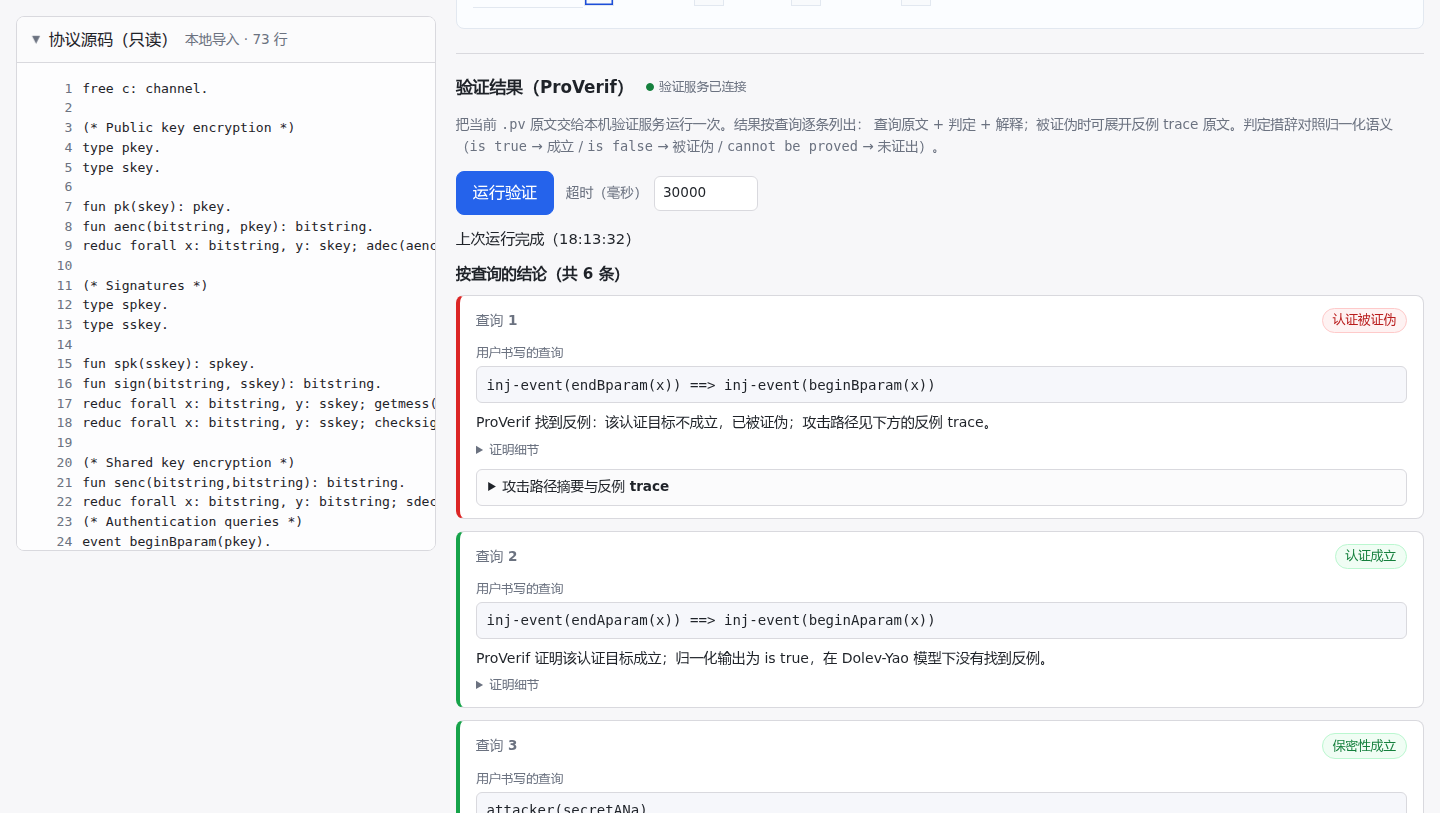 ▼ 协议源码（只读） 本地导入 · 73 行
1 free c: channel.
2
3 (* Public key encryption *)
4 type pkey.
5 type skey.
6
7 fun pk(skey): pkey.
8 fun aenc(bitstring, pkey): bitstring.
9 reduc forall x: bitstring, y: skey; adec(aenc
10
11 (* Signatures *)
12 type spkey.
13 type sskey.
14
15 fun spk(sskey): spkey.
16 fun sign(bitstring, sskey): bitstring.
17 reduc forall x: bitstring, y: sskey; getmess(
18 reduc forall x: bitstring, y: sskey; checksig
19
20 (* Shared key encryption *)
21 fun senc(bitstring,bitstring): bitstring.
22 reduc forall x: bitstring, y: bitstring; sdec
23 (* Authentication queries *)
24 event beginBparam(pkey).
验证结果（ProVerif） ● 验证服务已连接
把当前 .pv 原文交给本机验证服务运行一次。结果按查询逐条列出： 查询原文 + 判定 + 解释；被证伪时可展开反例 trace 原文。判定措辞对照归一化语义
（is true → 成立 / is false → 被证伪 / cannot be proved → 未证出）。
运行验证 超时（毫秒） 30000
上次运行完成（18:13:32）
按查询的结论（共 6 条）
查询 1 认证被证伪
用户书写的查询
inj-event(endBparam(x)) ==> inj-event(beginBparam(x))
ProVerif 找到反例：该认证目标不成立，已被证伪；攻击路径见下方的反例 trace。
▶ 证明细节
▶ 攻击路径摘要与反例 trace
查询 2 认证成立
用户书写的查询
inj-event(endAparam(x)) ==> inj-event(beginAparam(x))
ProVerif 证明该认证目标成立；归一化输出为 is true，在 Dolev-Yao 模型下没有找到反例。
▶ 证明细节
查询 3 保密性成立
用户书写的查询
attacker(secretANa)